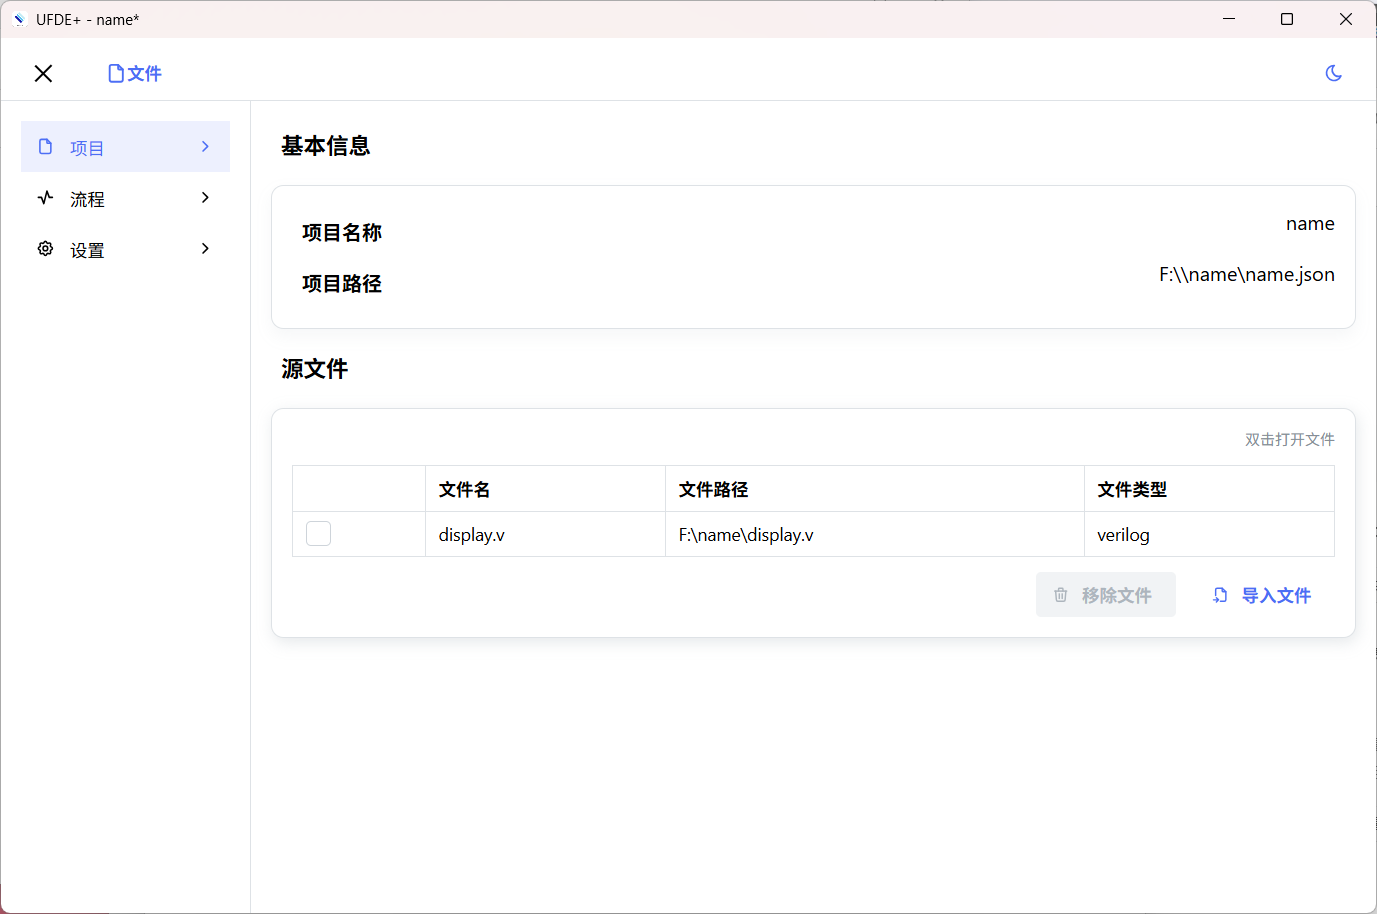 UFDE+ - name*
文件
项目
流程
设置
基本信息
项目名称 name
项目路径 F:\\name\name.json
源文件
双击打开文件
文件名 文件路径 文件类型
display.v F:\name\display.v verilog
移除文件 导入文件